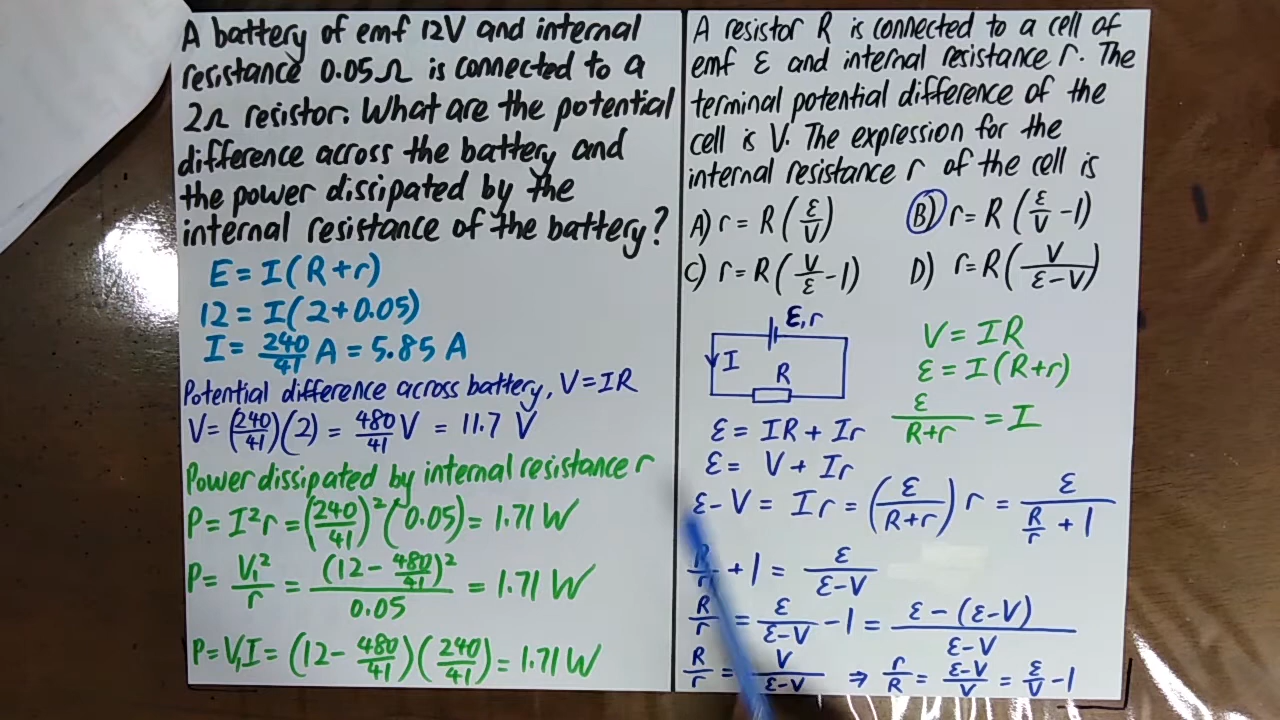 A battery of emf 12V and internal
resistance 0.05Ω is connected to a
2Ω resistor. What are the potential
difference across the battery and
the power dissipated by the
internal resistance of the battery?
E = I(R+r)
12 = I(2+0.05)
I = 240/41 A = 5.85 A
Potential difference across battery, V=IR
V= (240/41)(2) = 480/41 V = 11.7 V
Power dissipated by internal resistance r
P= I²r = (240/41)²(0.05) = 1.71 W
P= V₁²/r = (12 - 480/41)²/0.05 = 1.71 W
P= V₁I = (12 - 480/41)(240/41) = 1.71 W
A resistor R is connected to a cell of
emf ε and internal resistance r. The
terminal potential difference of the
cell is V. The expression for the
internal resistance r of the cell is
A) r = R(ε/V) B) r = R(ε/V - 1)
C) r = R(V/ε - 1) D) r = R(V/(ε-V))
ε,r
I
R
V = IR
ε = I(R+r)
ε/(R+r) = I
ε = IR + Ir
ε = V + Ir
ε-V = Ir = (ε/(R+r)) r = ε/(R/r + 1)
R/r + 1 = ε/(ε-V)
R/r = ε/(ε-V) - 1 = (ε-(ε-V))/(ε-V)
R/r = V/(ε-V) ⇒ r/R = (ε-V)/V = ε/V - 1